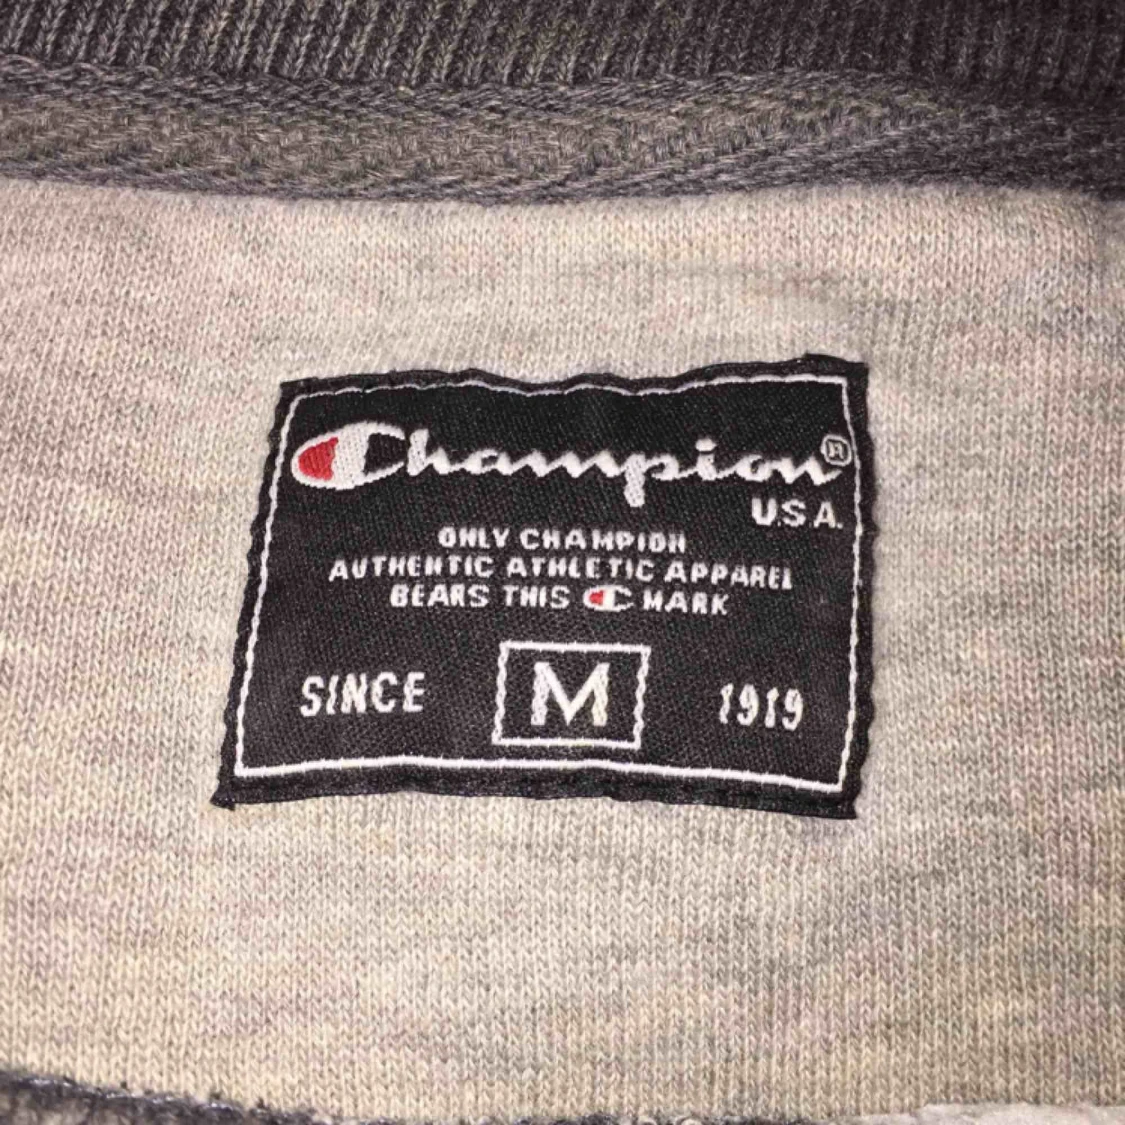 Champion®
U.S.A.
ONLY CHAMPION
AUTHENTIC ATHLETIC APPAREL
BEARS THIS C MARK
SINCE M 1919